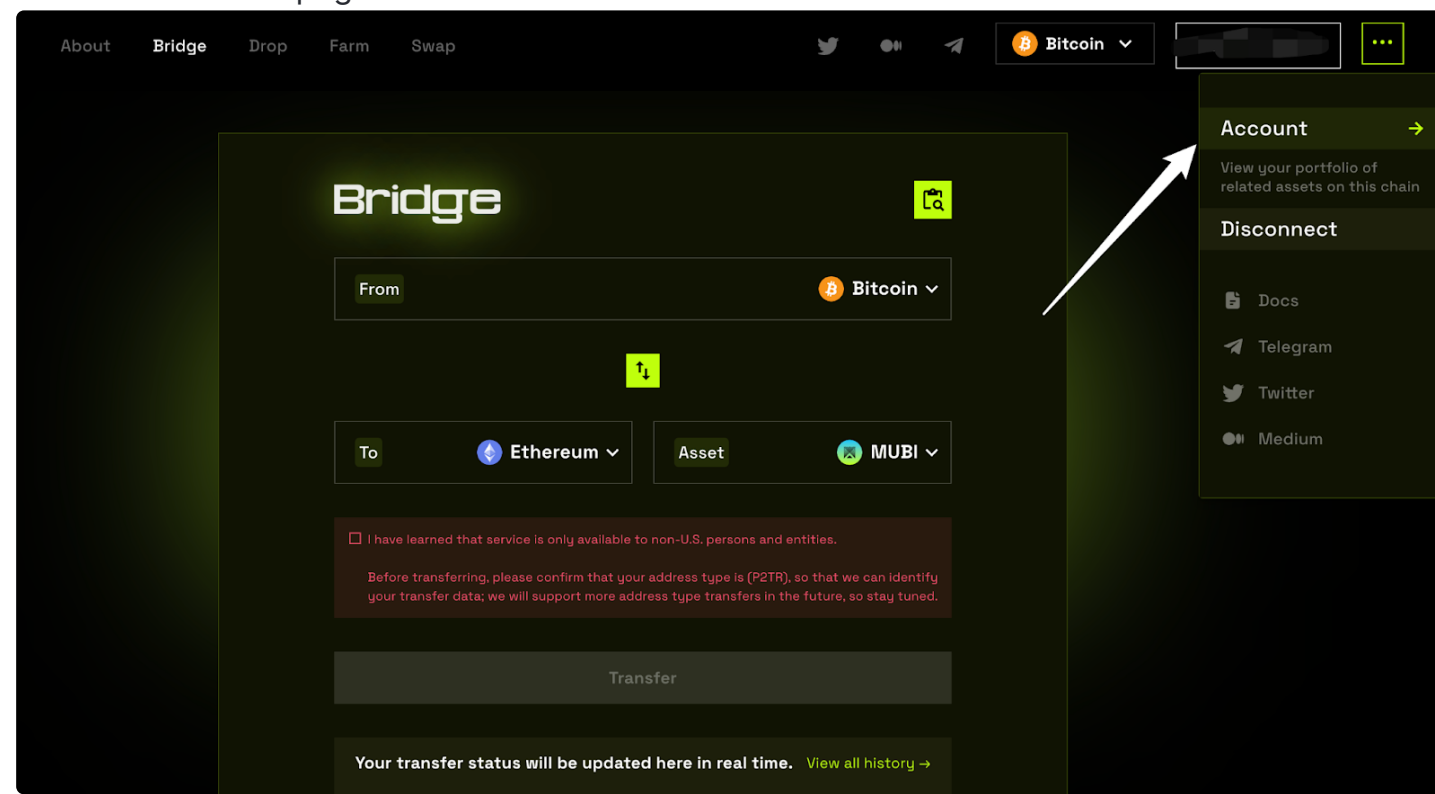 About Bridge Drop Farm Swap Bitcoin ...
Account →
View your portfolio of
related assets on this chain
Disconnect
Docs
Telegram
Twitter
Medium
Bridge
From Bitcoin
To Ethereum Asset MUBI
I have learned that service is only available to non-U.S. persons and entities.
Before transferring, please confirm that your address type is (P2TR), so that we can identify
your transfer data; we will support more address type transfers in the future, so stay tuned.
Transfer
Your transfer status will be updated here in real time. View all history →